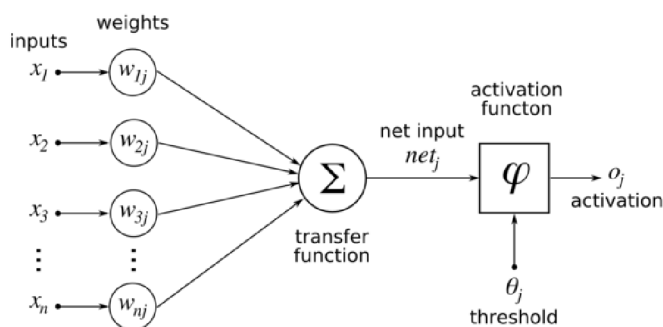 weights
inputs
x1
w1j
activation
functon
x2
w2j
net input
netj
Σ
φ
oj
activation
x3
w3j
transfer
function
⋮
⋮
θj
threshold
xn
wnj